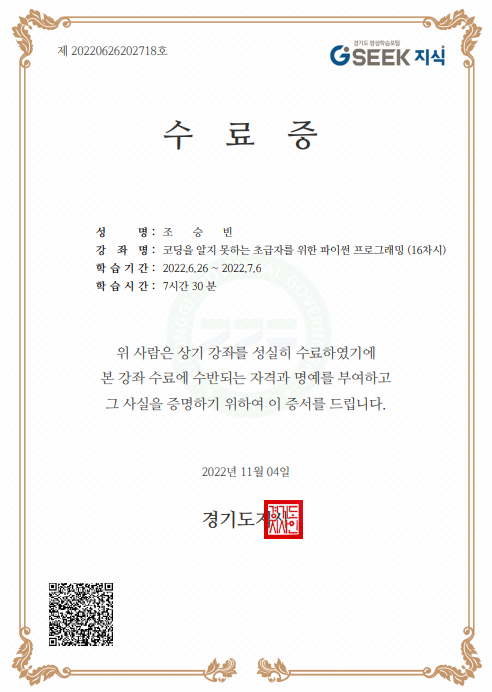 제 20220626202718호
경기도 평생학습포털
GSEEK 지식
수 료 증
성 명 : 조 승 빈
강 좌 명 : 코딩을 알지 못하는 초급자를 위한 파이썬 프로그래밍 (16차시)
학 습 기 간 : 2022.6.26 ~ 2022.7.6
학 습 시 간 : 7시간 30 분
위 사람은 상기 강좌를 성실히 수료하였기에
본 강좌 수료에 수반되는 자격과 명예를 부여하고
그 사실을 증명하기 위하여 이 증서를 드립니다.
2022년 11월 04일
경기도지사